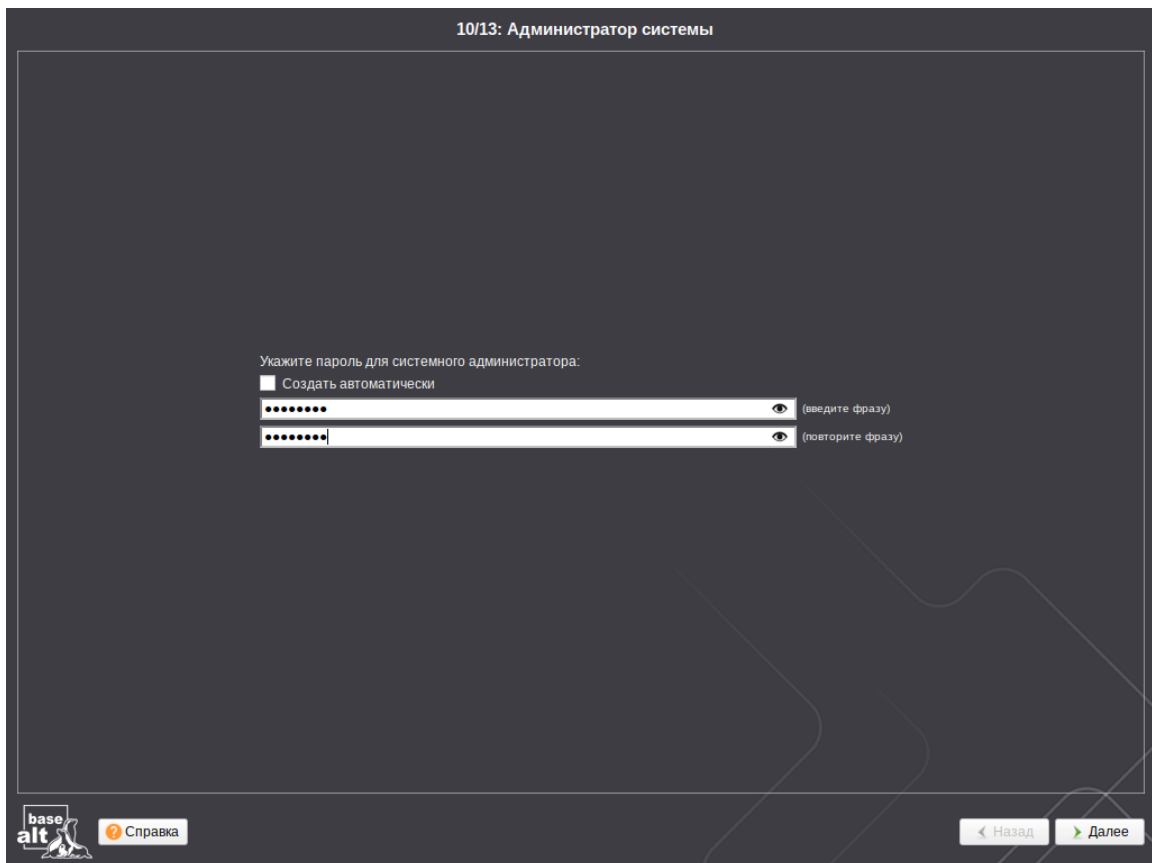 10/13: Администратор системы
Укажите пароль для системного администратора:
Создать автоматически
•••••••• (введите фразу)
•••••••• (повторите фразу)
base
alt
Справка
Назад
Далее